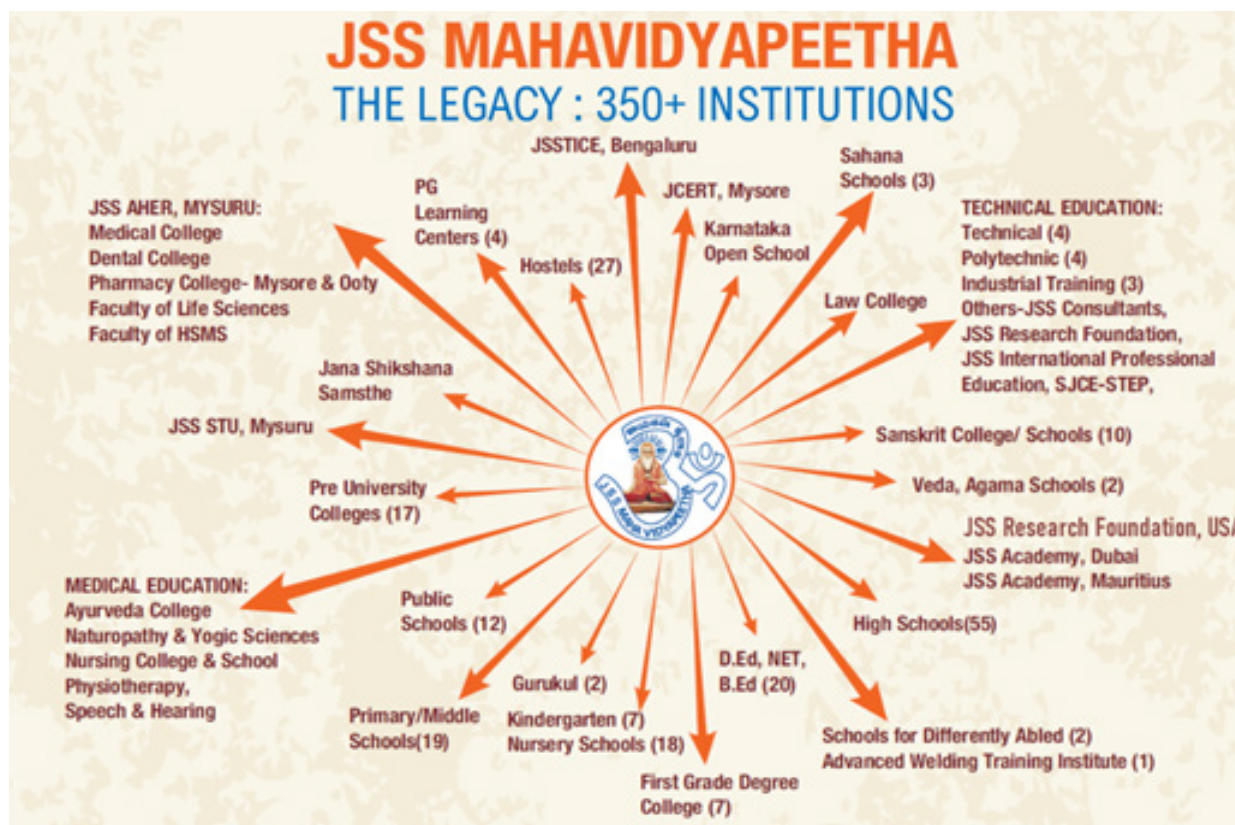 JSS MAHAVIDYAPEETHA
THE LEGACY : 350+ INSTITUTIONS
JSSTICE, Bengaluru
Sahana
Schools (3)
PG
Learning
Centers (4)
JCERT, Mysore
Karnataka
Open School
Hostels (27)
Law College
JSS AHER, MYSURU:
Medical College
Dental College
Pharmacy College- Mysore & Ooty
Faculty of Life Sciences
Faculty of HSMS
TECHNICAL EDUCATION:
Technical (4)
Polytechnic (4)
Industrial Training (3)
Others-JSS Consultants,
JSS Research Foundation,
JSS International Professional
Education, SJCE-STEP,
Jana Shikshana
Samsthe
JSS STU, Mysuru
Sanskrit College/ Schools (10)
Pre University
Colleges (17)
Veda, Agama Schools (2)
JSS Research Foundation, USA
JSS Academy, Dubai
JSS Academy, Mauritius
JSS MAHA VIDYAPEETHA
MEDICAL EDUCATION:
Ayurveda College
Naturopathy & Yogic Sciences
Nursing College & School
Physiotherapy,
Speech & Hearing
Public
Schools (12)
High Schools(55)
Primary/Middle
Schools(19)
Gurukul (2)
Kindergarten (7)
Nursery Schools (18)
D.Ed, NET,
B.Ed (20)
First Grade Degree
College (7)
Schools for Differently Abled (2)
Advanced Welding Training Institute (1)